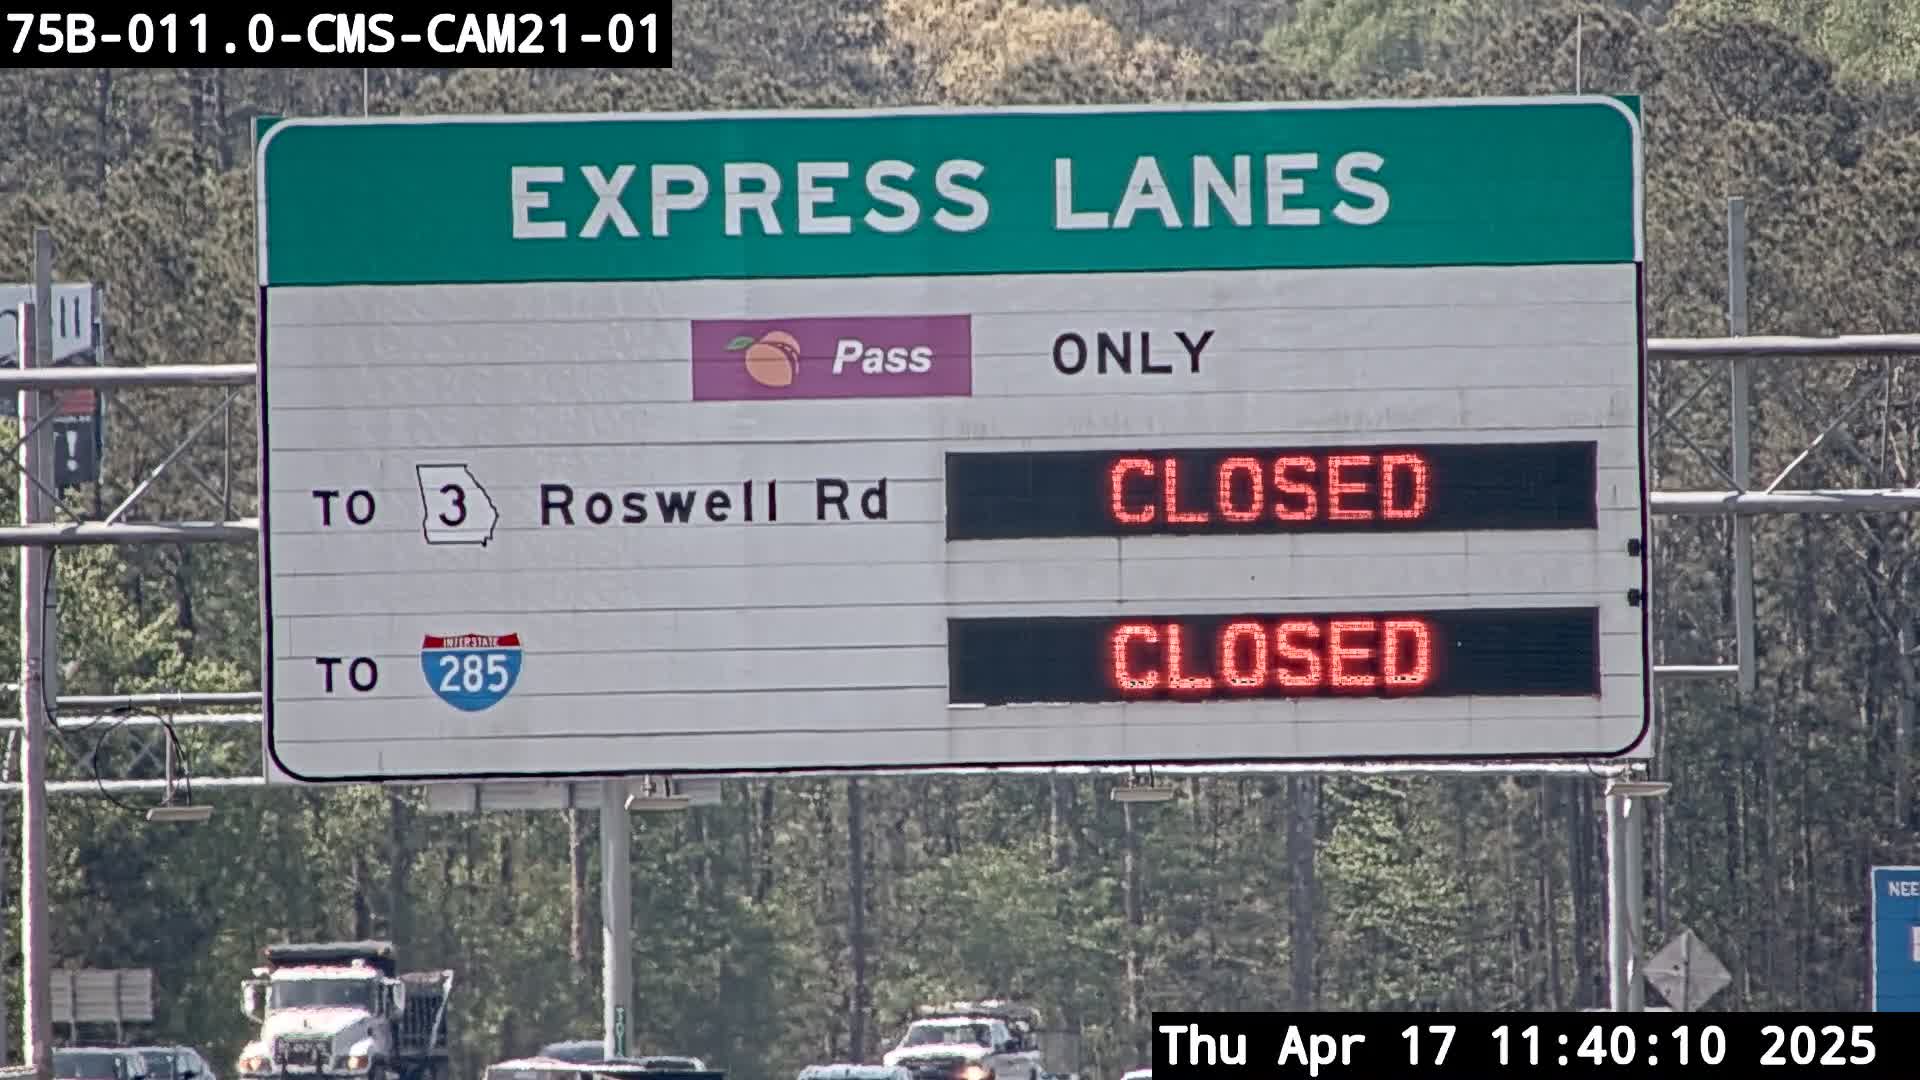 75B-011.0-CMS-CAM21-01
EXPRESS LANES
Pass ONLY
TO 3 Roswell Rd CLOSED
TO INTERSTATE 285 CLOSED
!
Thu Apr 17 11:40:10 2025